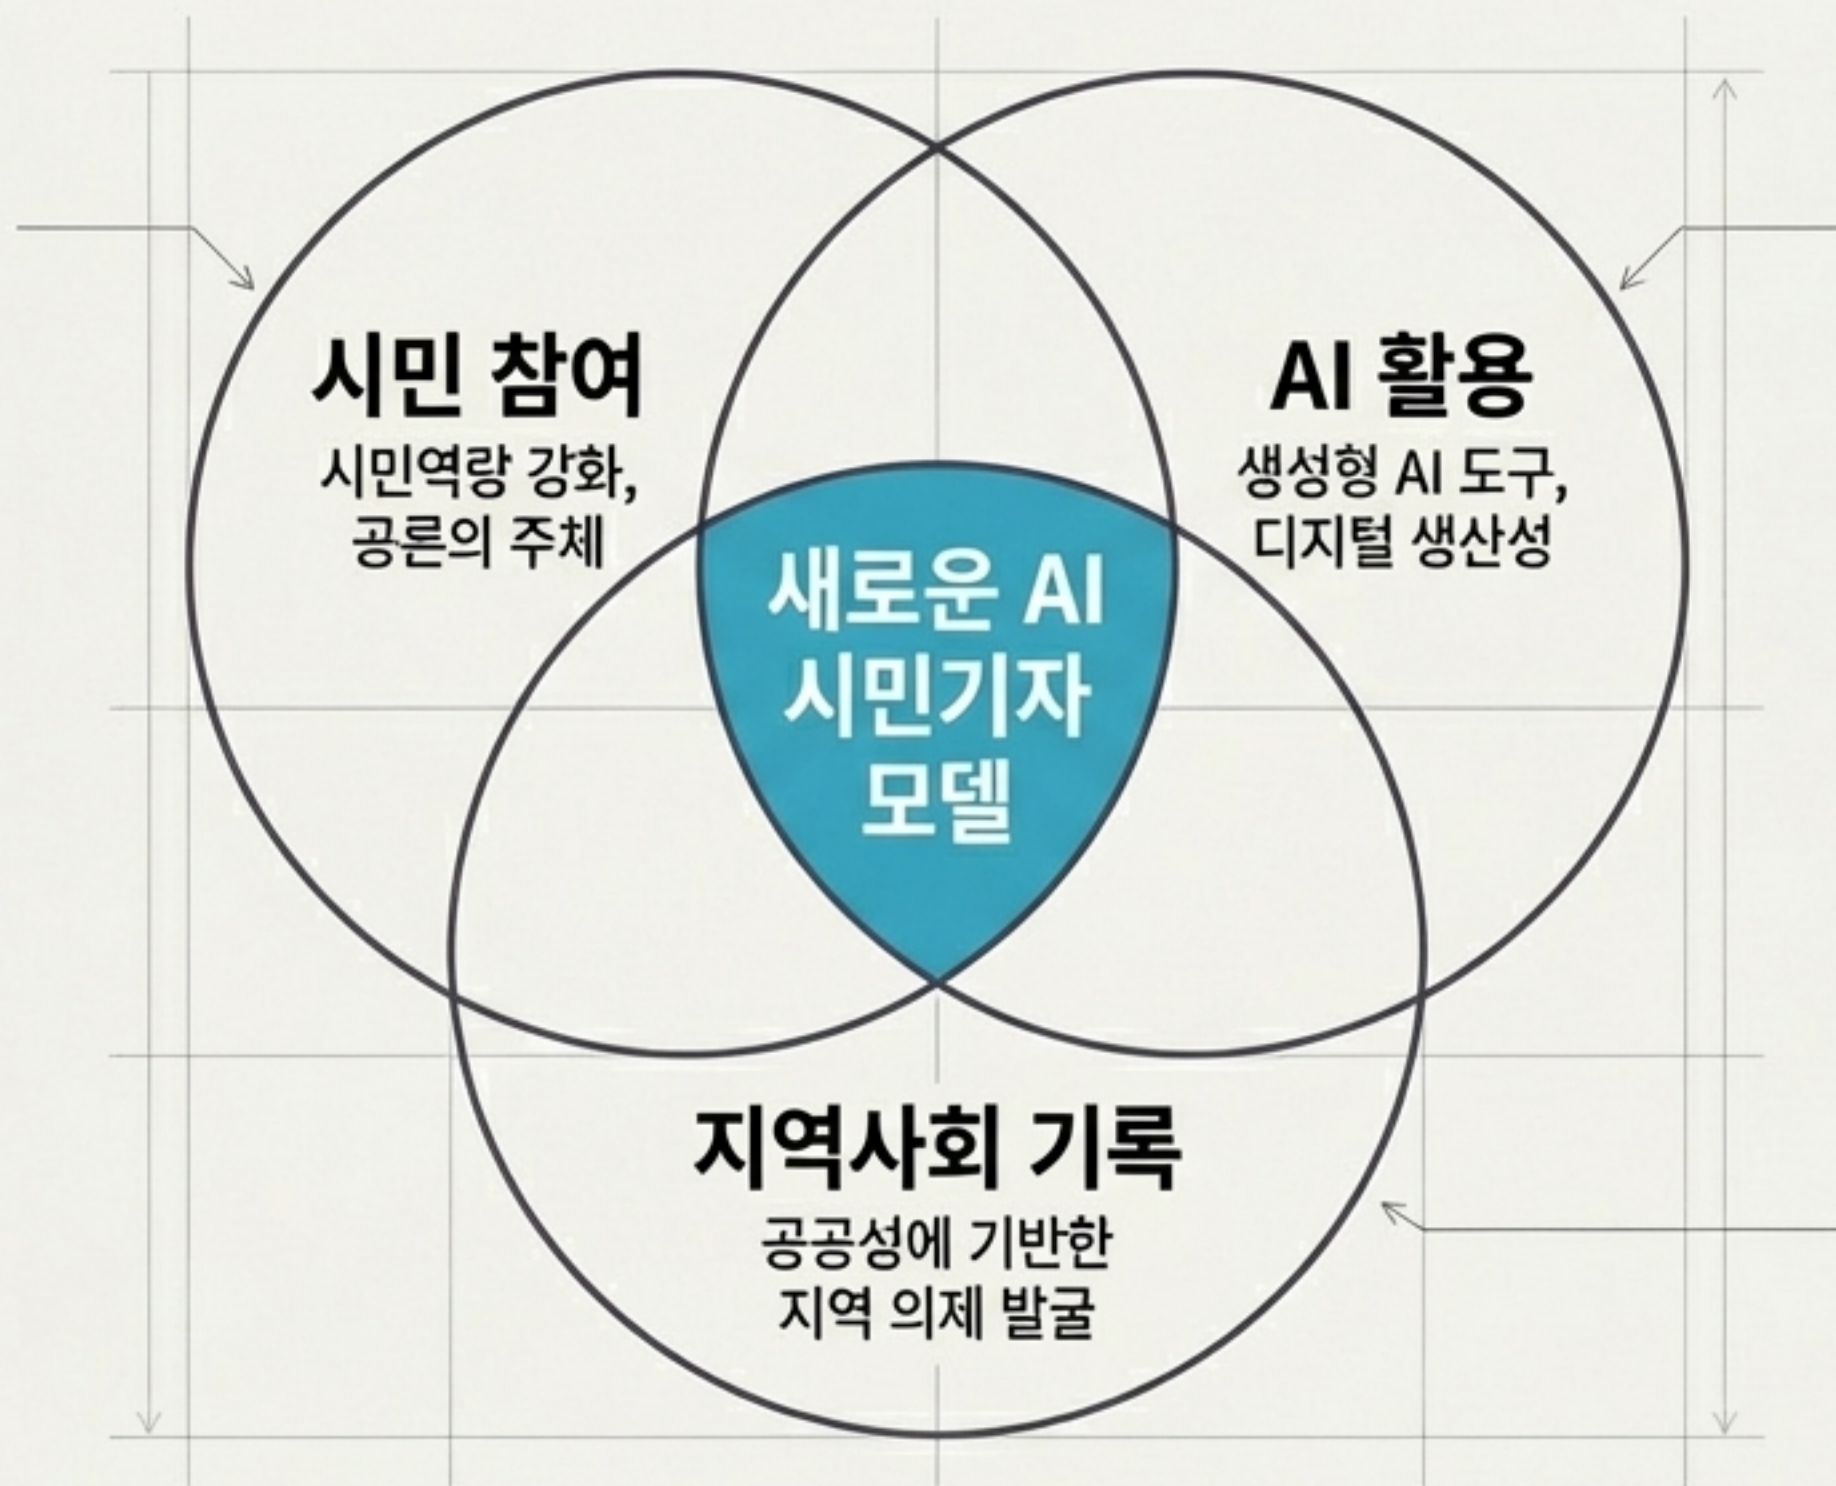 시민 참여
시민역량 강화,
공론의 주체
AI 활용
생성형 AI 도구,
디지털 생산성
새로운 AI
시민기자
모델
지역사회 기록
공공성에 기반한
지역 의제 발굴